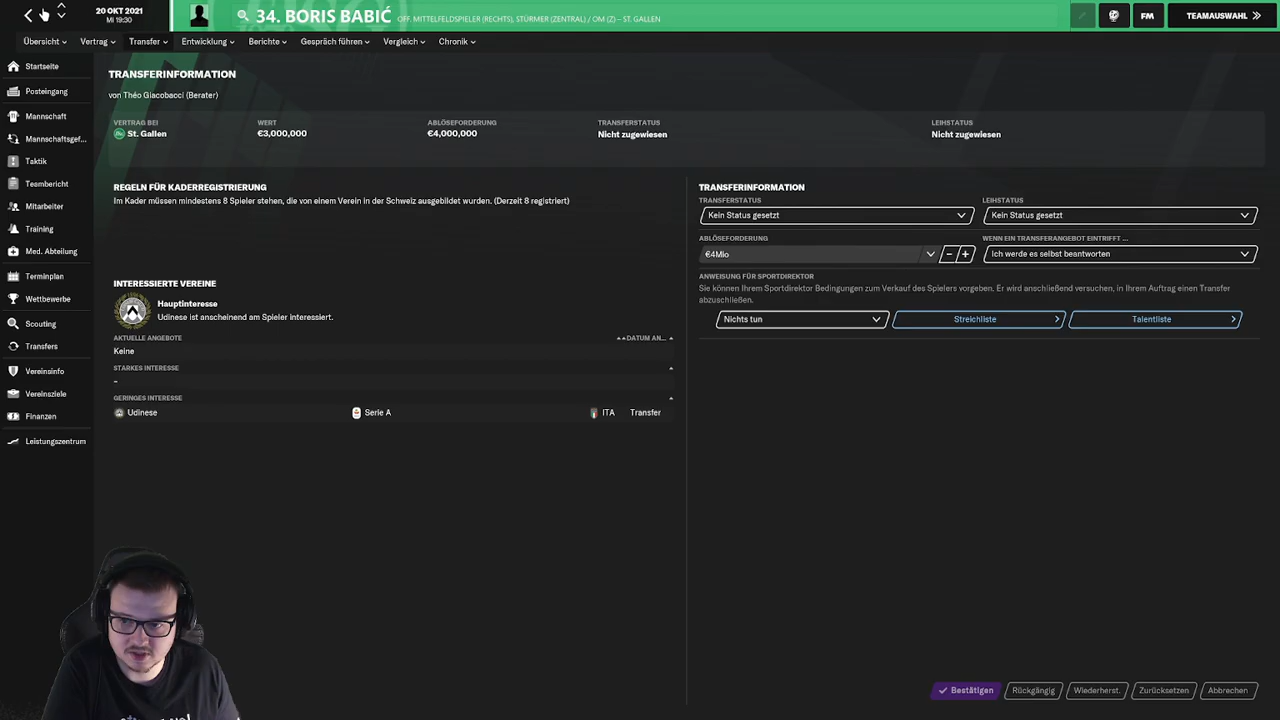 20 OKT 2021
MI 19:30
34. BORIS BABIĆ
OFF. MITTELFELDSPIELER (RECHTS), STÜRMER (ZENTRAL) / OM (Z) – ST. GALLEN
FM
TEAMAUSWAHL
Übersicht
Vertrag
Transfer
Entwicklung
Berichte
Gespräch führen
Vergleich
Chronik
Startseite
Posteingang
Mannschaft
Mannschaftsgef...
Taktik
Teambericht
Mitarbeiter
Training
Med. Abteilung
Terminplan
Wettbewerbe
Scouting
Transfers
Vereinsinfo
Vereinsziele
Finanzen
Leistungszentrum
TRANSFERINFORMATION
von Théo Giacobacci (Berater)
VERTRAG BEI
St. Gallen
WERT
€3,000,000
ABLÖSEFORDERUNG
€4,000,000
TRANSFERSTATUS
Nicht zugewiesen
LEIHSTATUS
Nicht zugewiesen
REGELN FÜR KADERREGISTRIERUNG
Im Kader müssen mindestens 8 Spieler stehen, die von einem Verein in der Schweiz ausgebildet wurden. (Derzeit 8 registriert)
INTERESSIERTE VEREINE
Hauptinteresse
Udinese ist anscheinend am Spieler interessiert.
AKTUELLE ANGEBOTE
DATUM AN...
Keine
STARKES INTERESSE
-
GERINGES INTERESSE
Udinese
Serie A
ITA
Transfer
TRANSFERINFORMATION
TRANSFERSTATUS
LEIHSTATUS
Kein Status gesetzt
Kein Status gesetzt
ABLÖSEFORDERUNG
WENN EIN TRANSFERANGEBOT EINTRIFFT ...
€4Mio
Ich werde es selbst beantworten
ANWEISUNG FÜR SPORTDIREKTOR
Sie können Ihrem Sportdirektor Bedingungen zum Verkauf des Spielers vorgeben. Er wird anschließend versuchen, in Ihrem Auftrag einen Transfer
abzuschließen.
Nichts tun
Streichliste
Talentliste
Bestätigen
Rückgängig
Wiederherst.
Zurücksetzen
Abbrechen